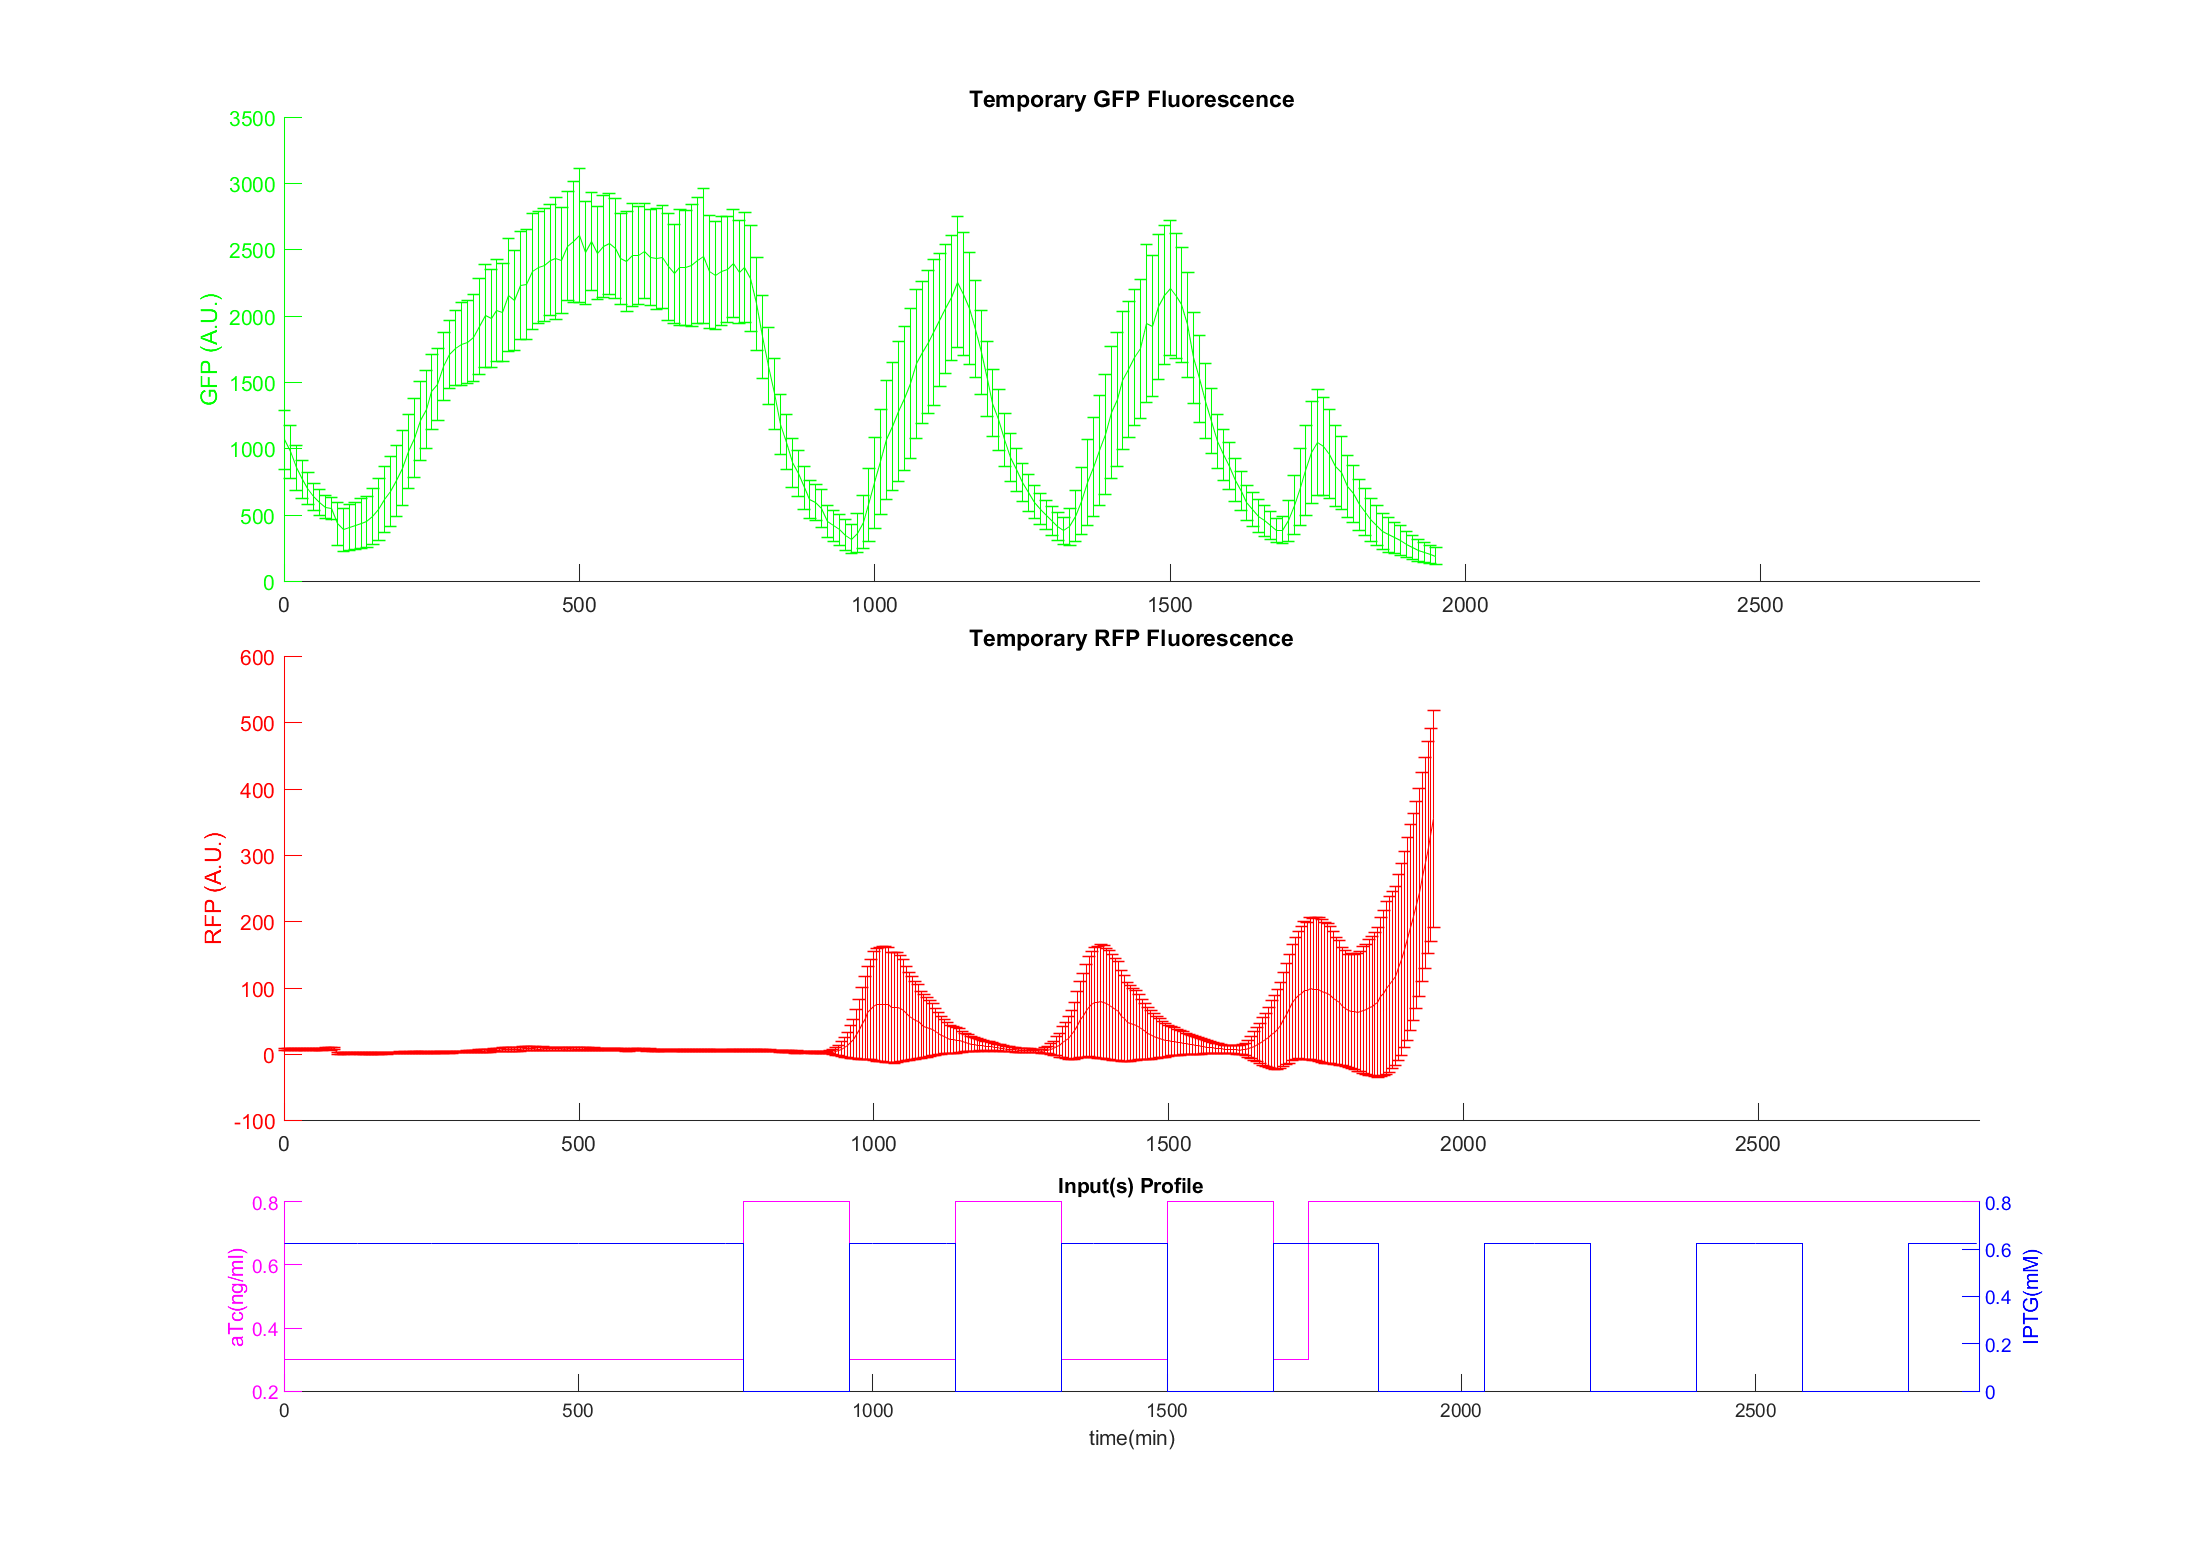 Temporary GFP Fluorescence
3500
3000
2500
2000
1500
1000
500
0
GFP (A.U.)
0 500 1000 1500 2000 2500
Temporary RFP Fluorescence
600
500
400
300
200
100
0
-100
RFP (A.U.)
0 500 1000 1500 2000 2500
Input(s) Profile
0.8
0.6
0.4
0.2
aTc(ng/ml)
0.8
0.6
0.4
0.2
0
IPTG(mM)
0 500 1000 1500 2000 2500
time(min)